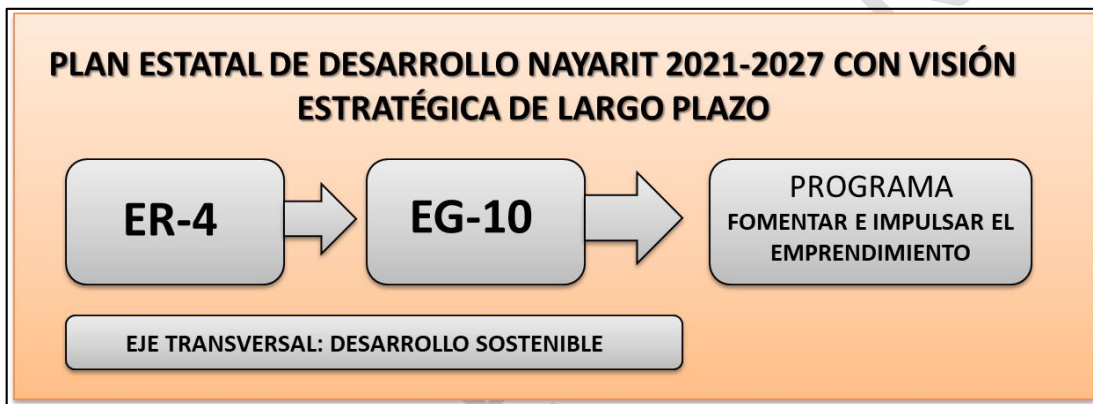 PLAN ESTATAL DE DESARROLLO NAYARIT 2021-2027 CON VISIÓN
ESTRATÉGICA DE LARGO PLAZO
ER-4
EG-10
PROGRAMA
FOMENTAR E IMPULSAR EL
EMPRENDIMIENTO
EJE TRANSVERSAL: DESARROLLO SOSTENIBLE